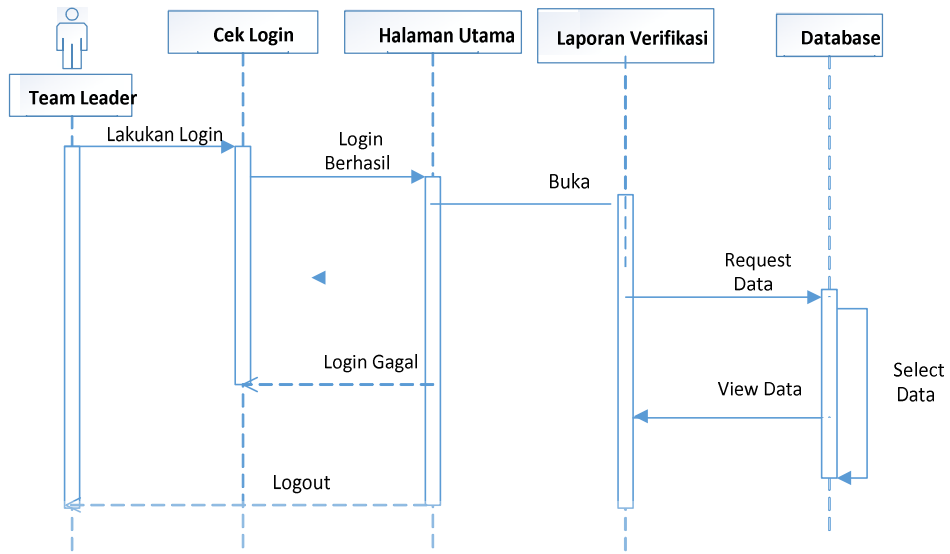 Cek Login
Halaman Utama
Laporan Verifikasi
Database
Team Leader
Lakukan Login
Login
Berhasil
Buka
Request
Data
Login Gagal
Select
Data
View Data
Logout